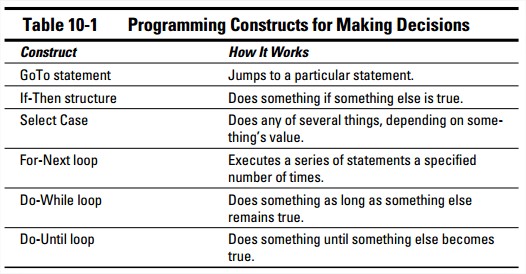 Table 10-1 Programming Constructs for Making Decisions
Construct How It Works
GoTo statement Jumps to a particular statement.
If-Then structure Does something if something else is true.
Select Case Does any of several things, depending on some-
thing's value.
For-Next loop Executes a series of statements a specified
number of times.
Do-While loop Does something as long as something else
remains true.
Do-Until loop Does something until something else becomes
true.